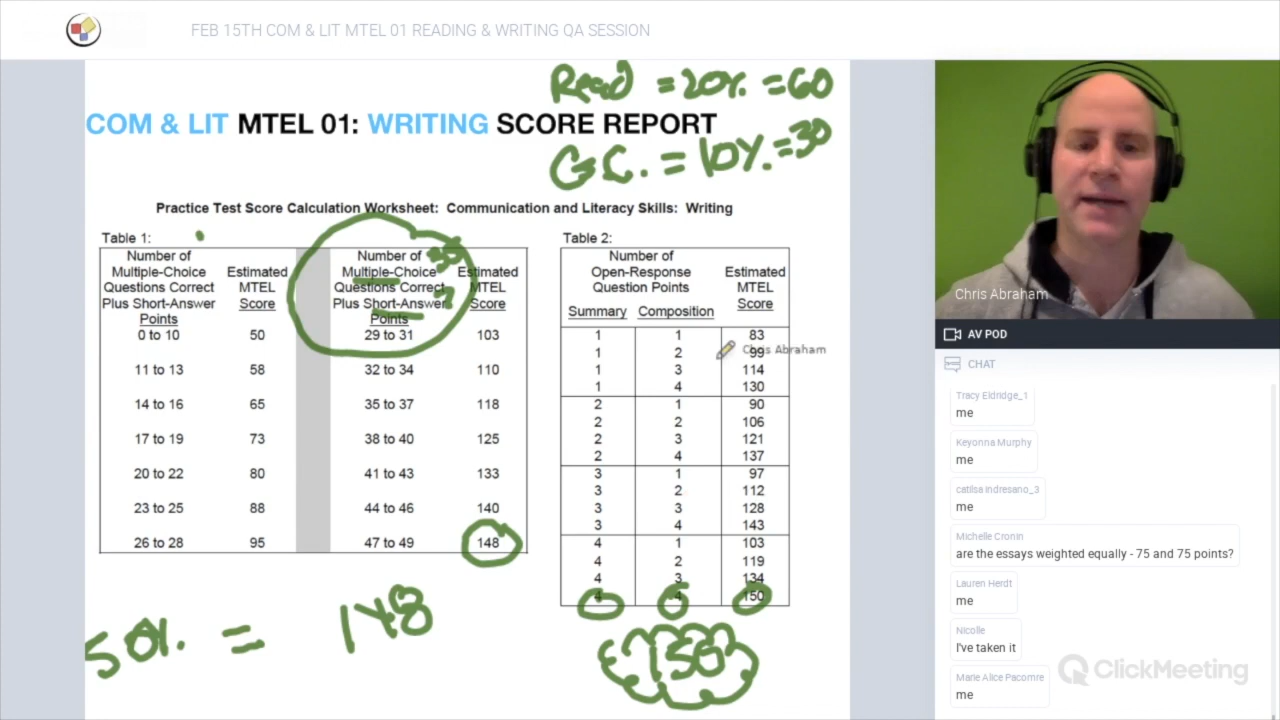 FEB 15TH COM & LIT MTEL 01 READING & WRITING QA SESSION
Read = 20% = 60
COM & LIT MTEL 01: WRITING SCORE REPORT
G.C. = 10% = 30
Practice Test Score Calculation Worksheet: Communication and Literacy Skills: Writing
Table 1:
Number of Multiple-Choice Questions Correct Plus Short-Answer Points
Estimated MTEL Score
Number of Multiple-Choice Questions Correct Plus Short-Answer Points
Estimated MTEL Score
0 to 10 50 29 to 31 103
11 to 13 58 32 to 34 110
14 to 16 65 35 to 37 118
17 to 19 73 38 to 40 125
20 to 22 80 41 to 43 133
23 to 25 88 44 to 46 140
26 to 28 95 47 to 49 148
50% = 148
Table 2:
Number of Open-Response Question Points
Estimated MTEL Score
Summary Composition
1 1 83
1 2 99
1 3 114
1 4 130
2 1 90
2 2 106
2 3 121
2 4 137
3 1 97
3 2 112
3 3 128
3 4 143
4 1 103
4 2 119
4 3 134
4 4 150
Chris Abraham
150
Chris Abraham
AV POD
CHAT
Tracy Eldridge_1
me
Keyonna Murphy
me
catilsa indresano_3
me
Michelle Cronin
are the essays weighted equally - 75 and 75 points?
Lauren Herdt
me
Nicolle
I've taken it
Marie Alice Pacomre
me
ClickMeeting